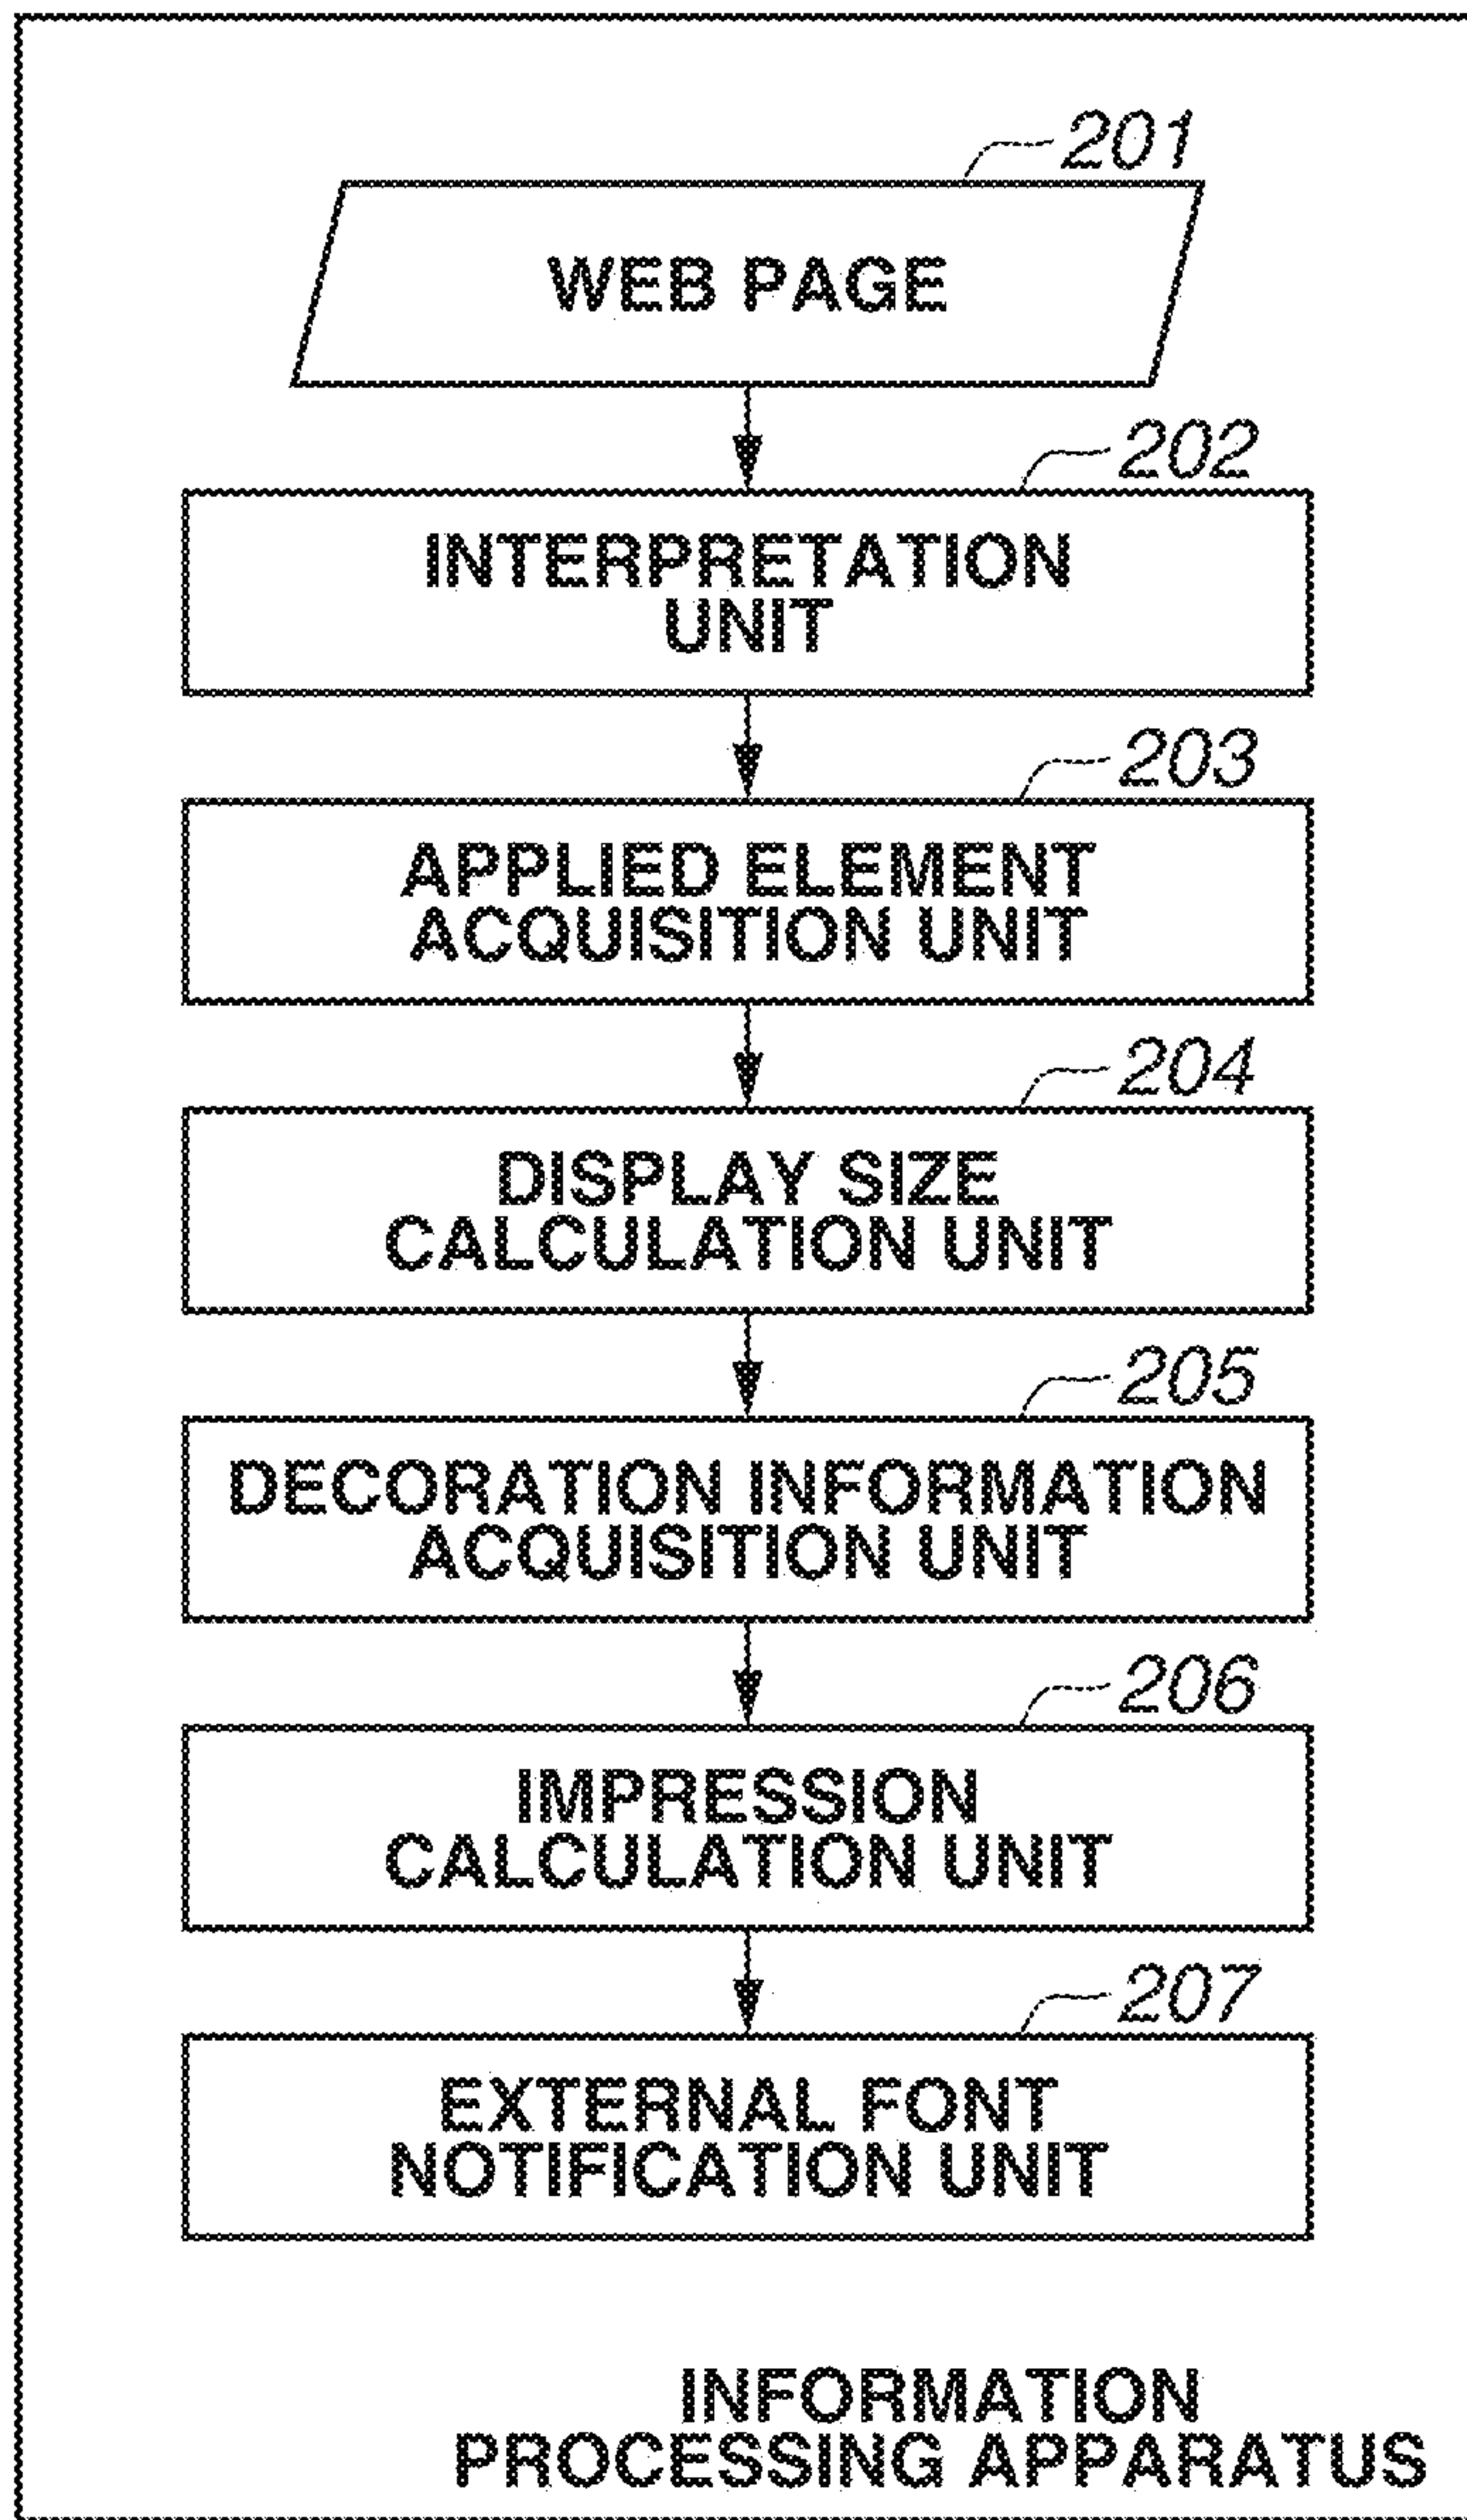 201
WEB PAGE
202
INTERPRETATION
UNIT
203
APPLIED ELEMENT
ACQUISITION UNIT
204
DISPLAY SIZE
CALCULATION UNIT
205
DECORATION INFORMATION
ACQUISITION UNIT
206
IMPRESSION
CALCULATION UNIT
207
EXTERNAL FONT
NOTIFICATION UNIT
INFORMATION
PROCESSING APPARATUS